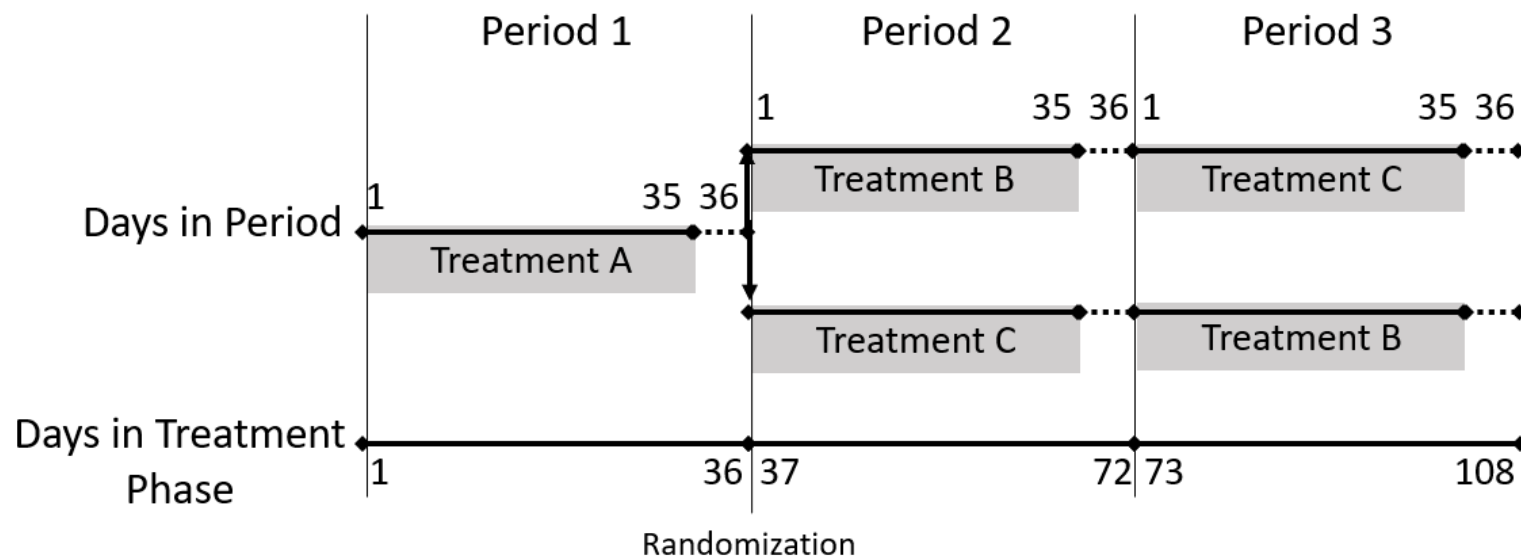 Period 1 Period 2 Period 3
1 35 36 1 35 36
Treatment B Treatment C
1 35 36
Days in Period
Treatment A
Treatment C Treatment B
Days in Treatment
Phase
1 36 37 72 73 108
Randomization